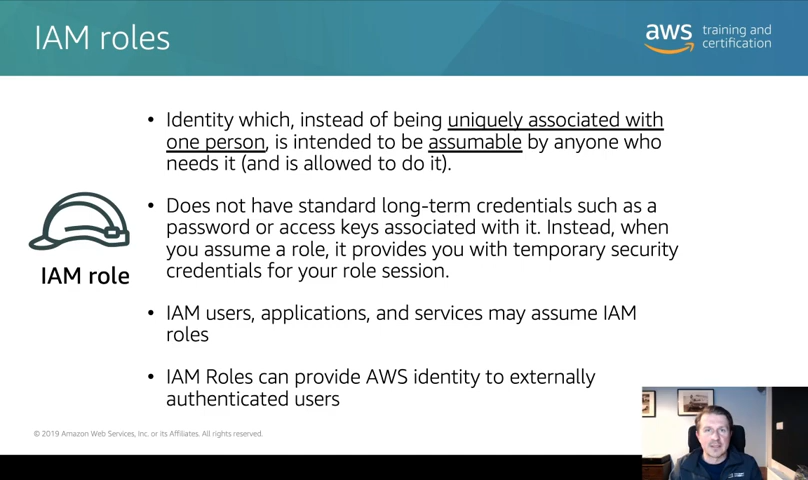 IAM roles
aws training and
certification
• Identity which, instead of being uniquely associated with
one person, is intended to be assumable by anyone who
needs it (and is allowed to do it).
• Does not have standard long-term credentials such as a
password or access keys associated with it. Instead, when
you assume a role, it provides you with temporary security
credentials for your role session.
IAM role
• IAM users, applications, and services may assume IAM
roles
• IAM Roles can provide AWS identity to externally
authenticated users
© 2019 Amazon Web Services, Inc. or its Affiliates. All rights reserved.